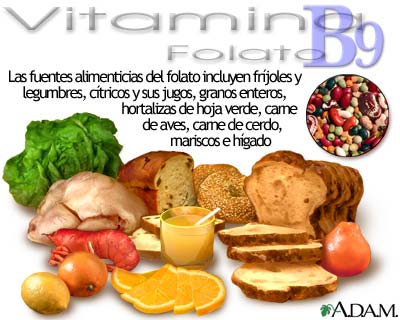 Vitamina
Folato B9
Las fuentes alimenticias del folato incluyen fríjoles y
legumbres, cítricos y sus jugos, granos enteros,
hortalizas de hoja verde, carne
de aves, carne de cerdo,
mariscos e hígado
ADAM.